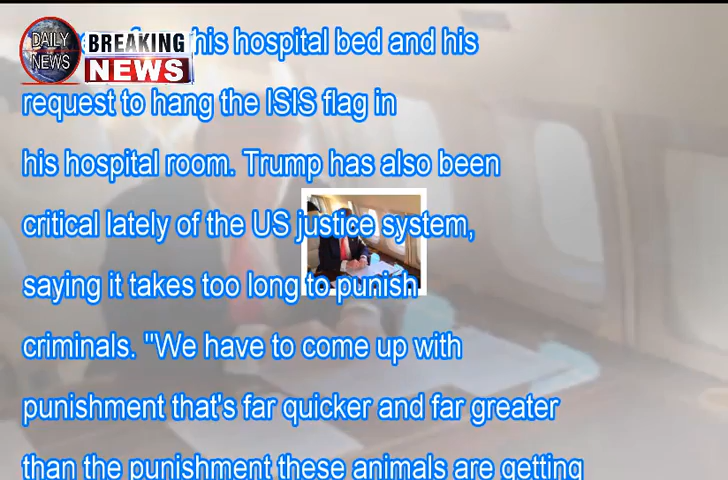 DAILY
NEWS
BREAKING
NEWS
his hospital bed and his
request to hang the ISIS flag in
his hospital room. Trump has also been
critical lately of the US justice system,
saying it takes too long to punish
criminals. "We have to come up with
punishment that's far quicker and far greater
than the punishment these animals are getting